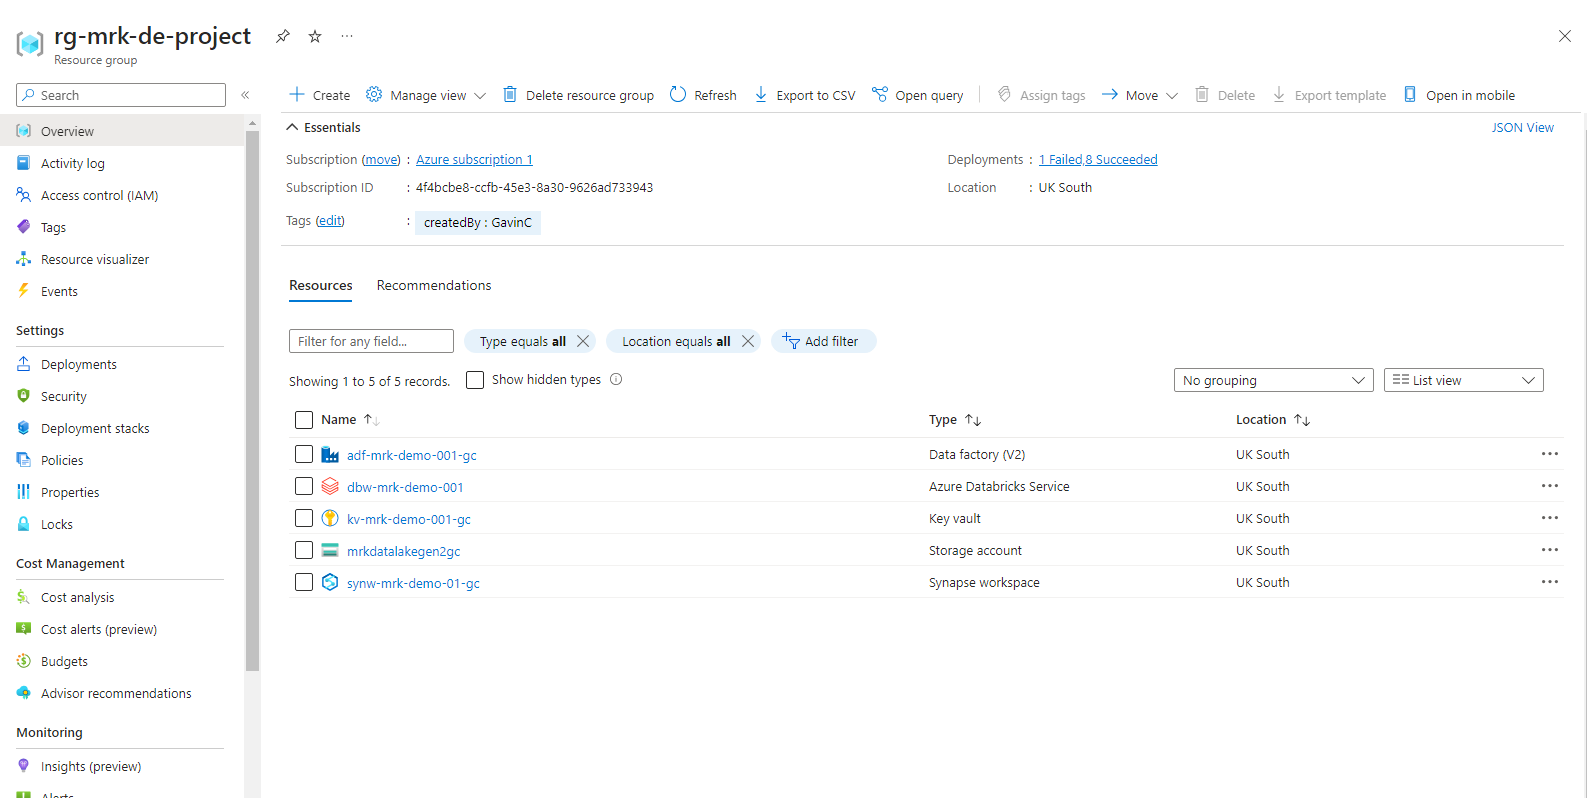 rg-mrk-de-project
Resource group
Search
Overview
Activity log
Access control (IAM)
Tags
Resource visualizer
Events
Settings
Deployments
Security
Deployment stacks
Policies
Properties
Locks
Cost Management
Cost analysis
Cost alerts (preview)
Budgets
Advisor recommendations
Monitoring
Insights (preview)
Alerts
Create Manage view Delete resource group Refresh Export to CSV Open query Assign tags Move Delete Export template Open in mobile
Essentials JSON View
Subscription (move) : Azure subscription 1 Deployments : 1 Failed,8 Succeeded
Subscription ID : 4f4bcbe8-ccfb-45e3-8a30-9626ad733943 Location : UK South
Tags (edit) : createdBy : GavinC
Resources Recommendations
Filter for any field... Type equals all Location equals all Add filter
Showing 1 to 5 of 5 records. Show hidden types No grouping List view
Name Type Location
adf-mrk-demo-001-gc Data factory (V2) UK South
dbw-mrk-demo-001 Azure Databricks Service UK South
kv-mrk-demo-001-gc Key vault UK South
mrkdatalakegen2gc Storage account UK South
synw-mrk-demo-01-gc Synapse workspace UK South